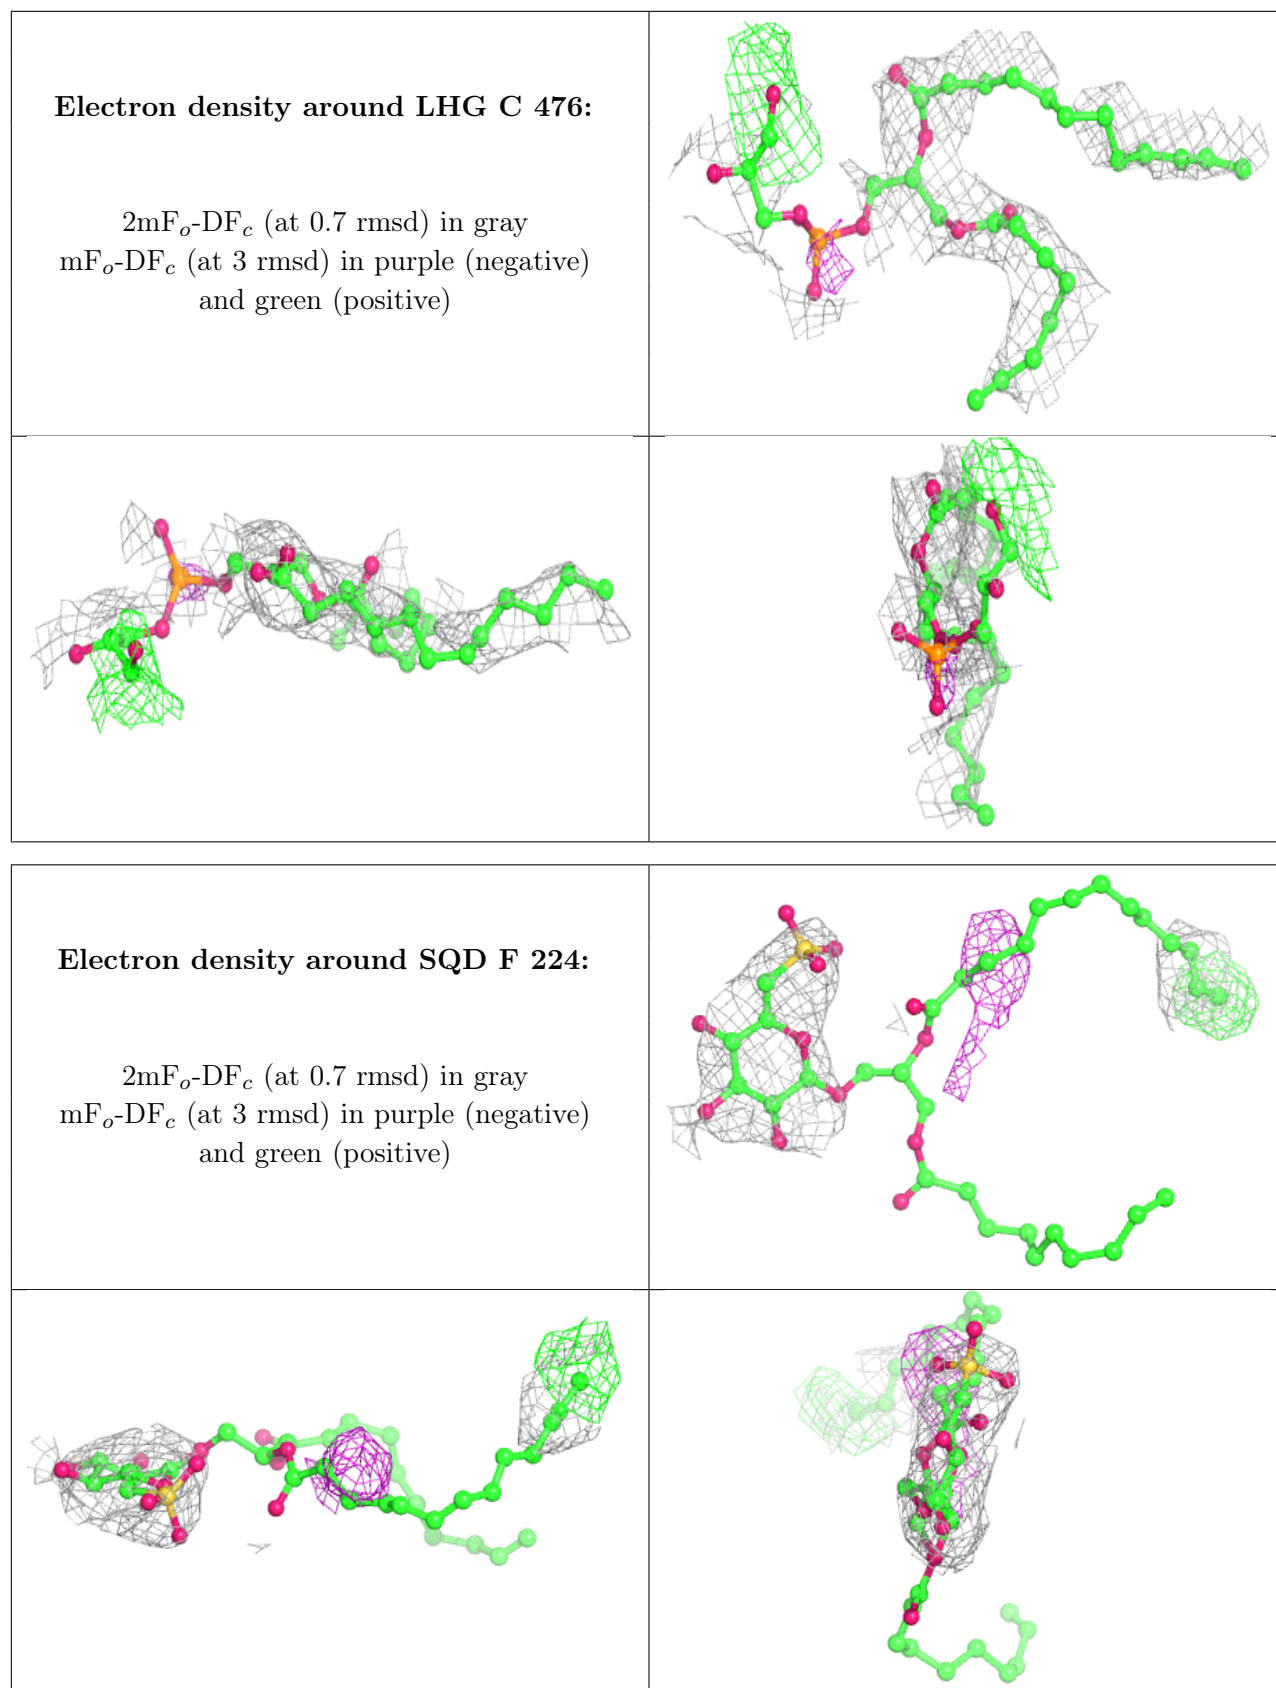 Electron density around LHG C 476:
2mFo-DFc (at 0.7 rmsd) in gray
mFo-DFc (at 3 rmsd) in purple (negative)
and green (positive)
Electron density around SQD F 224:
2mFo-DFc (at 0.7 rmsd) in gray
mFo-DFc (at 3 rmsd) in purple (negative)
and green (positive)